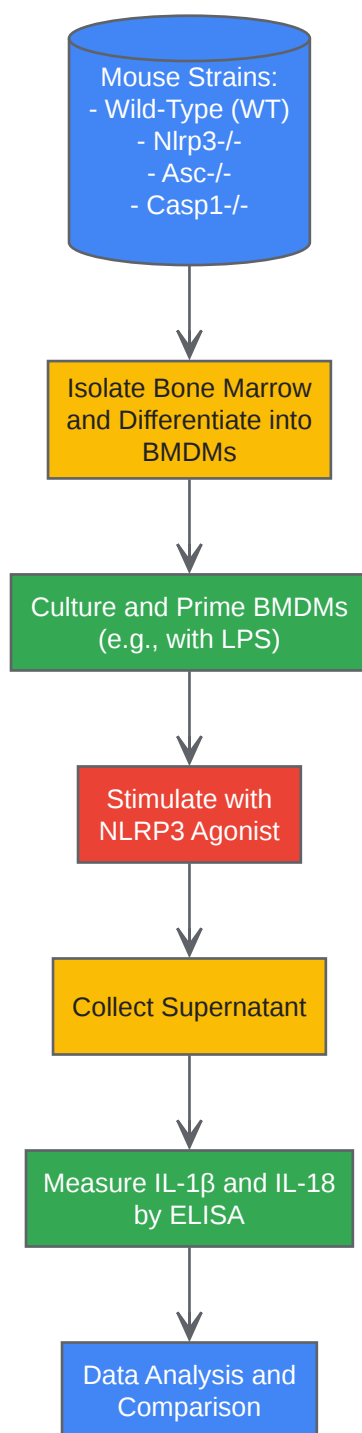 Mouse Strains:
- Wild-Type (WT)
- Nlrp3-/-
- Asc-/-
- Casp1-/-
Isolate Bone Marrow
and Differentiate into
BMDMs
Culture and Prime BMDMs
(e.g., with LPS)
Stimulate with
NLRP3 Agonist
Collect Supernatant
Measure IL-1β and IL-18
by ELISA
Data Analysis and
Comparison